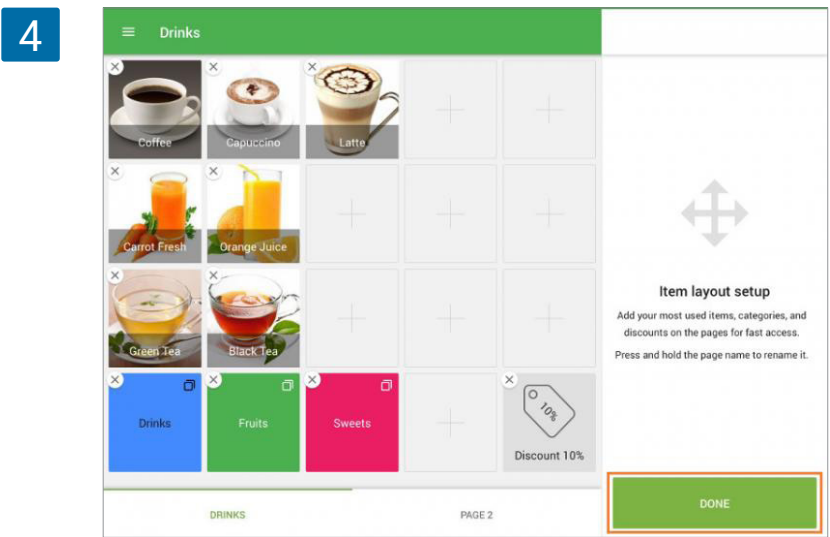 4
Drinks
Coffee
Capuccino
Latte
Carrot Fresh
Orange Juice
Green Tea
Black Tea
Drinks
Fruits
Sweets
10%
Discount 10%
DRINKS
PAGE 2
Item layout setup
Add your most used items, categories, and
discounts on the pages for fast access.
Press and hold the page name to rename it.
DONE